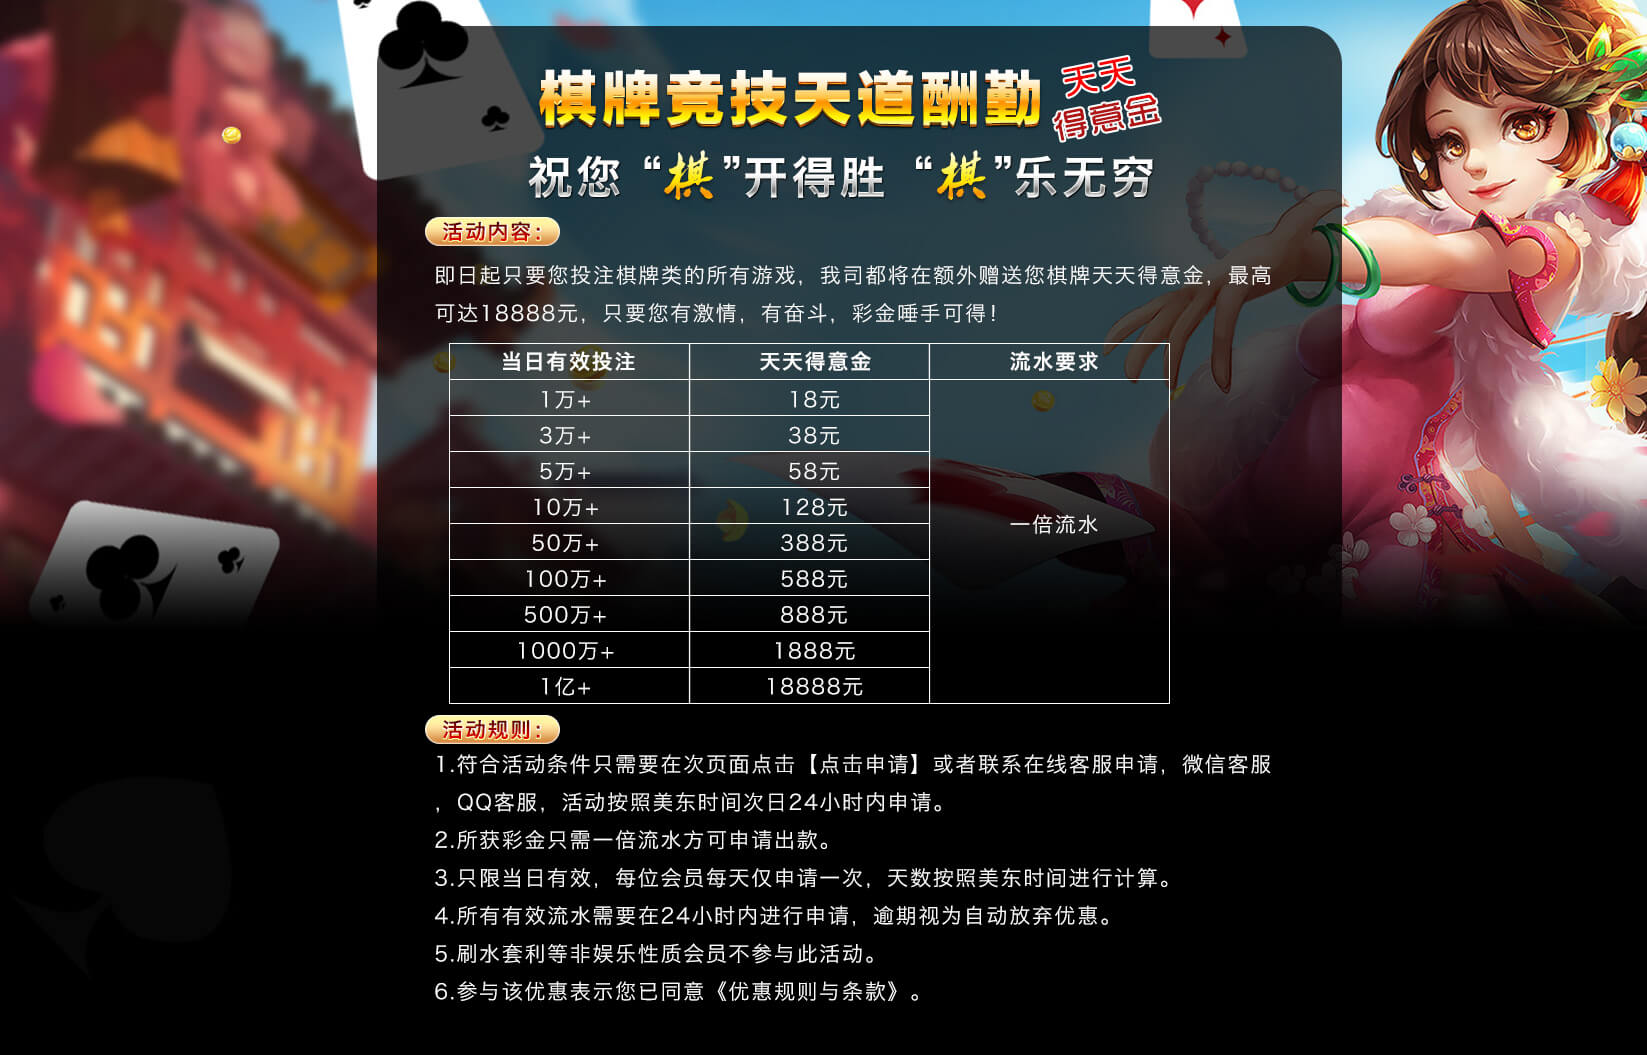 棋牌竞技天道酬勤
天天
得意金
祝您“棋”开得胜 “棋”乐无穷
活动内容:
即日起只要您投注棋牌类的所有游戏，我司都将在额外赠送您棋牌天天得意金，最高
可达18888元，只要您有激情，有奋斗，彩金唾手可得！
当日有效投注 天天得意金 流水要求
1万+ 18元
3万+ 38元
5万+ 58元
10万+ 128元
一倍流水
50万+ 388元
100万+ 588元
500万+ 888元
1000万+ 1888元
1亿+ 18888元
活动规则:
1.符合活动条件只需要在次页面点击【点击申请】或者联系在线客服申请，微信客服
，QQ客服，活动按照美东时间次日24小时内申请。
2.所获彩金只需一倍流水方可申请出款。
3.只限当日有效，每位会员每天仅申请一次，天数按照美东时间进行计算。
4.所有有效流水需要在24小时内进行申请，逾期视为自动放弃优惠。
5.刷水套利等非娱乐性质会员不参与此活动。
6.参与该优惠表示您已同意《优惠规则与条款》。